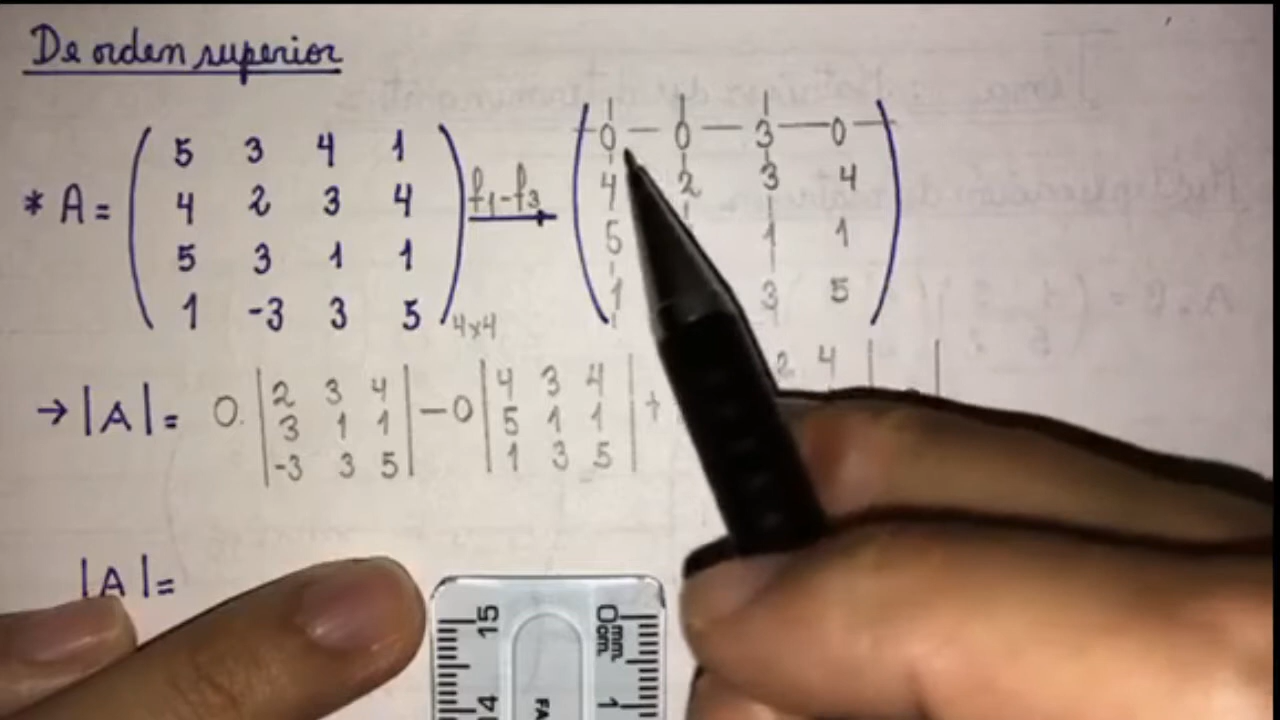 De orden superior
* A = ( 5 3 4 1 ) f₁-f₃ → ( 0 0 3 0 )
4 2 3 4 4 2 3 4
5 3 1 1 5 1 1
1 -3 3 5 4x4 1 3 5
→ |A| = 0. | 2 3 4 | - 0 | 4 3 4 | + 2 4 |
3 1 1 5 1 1
-3 3 5 1 3 5
|A| =
15 0 mm cm
14 FA 1